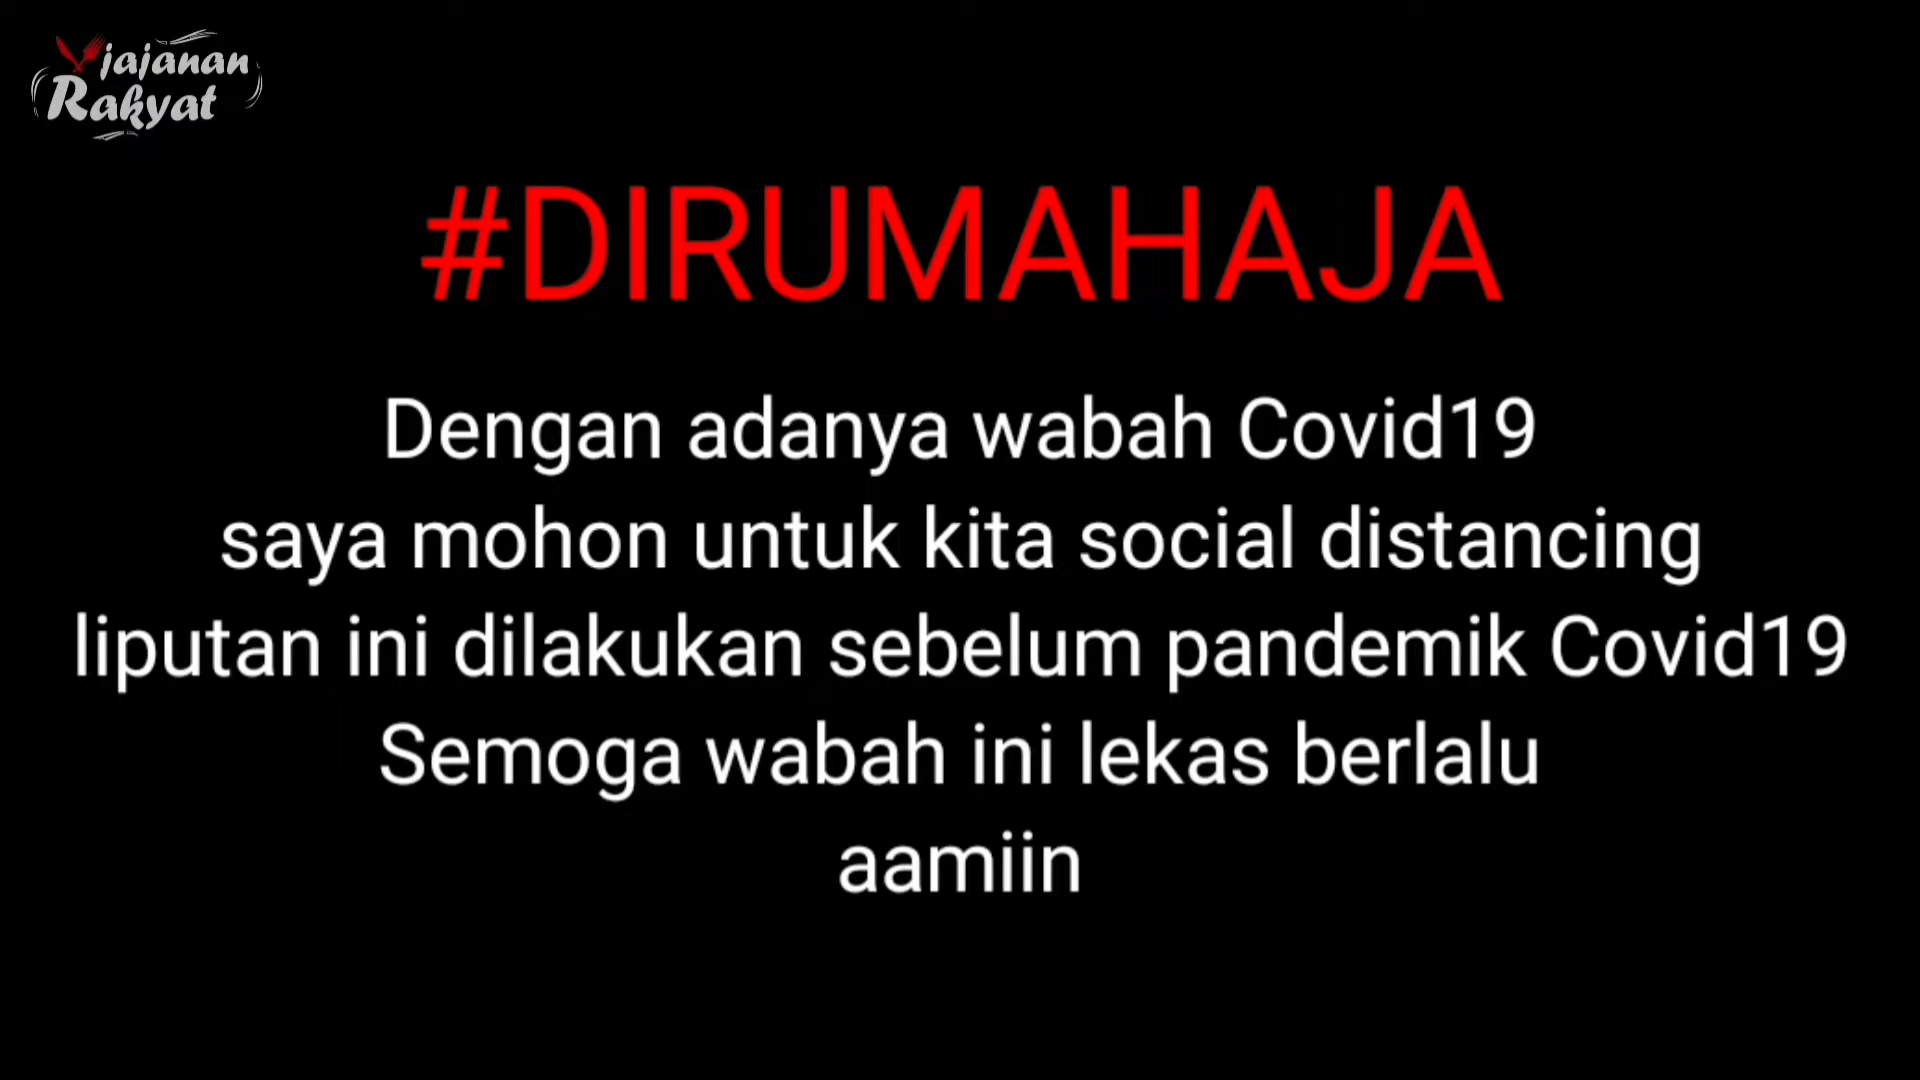 jajanan
Rakyat
#DIRUMAHAJA
Dengan adanya wabah Covid19
saya mohon untuk kita social distancing
liputan ini dilakukan sebelum pandemik Covid19
Semoga wabah ini lekas berlalu
aamiin